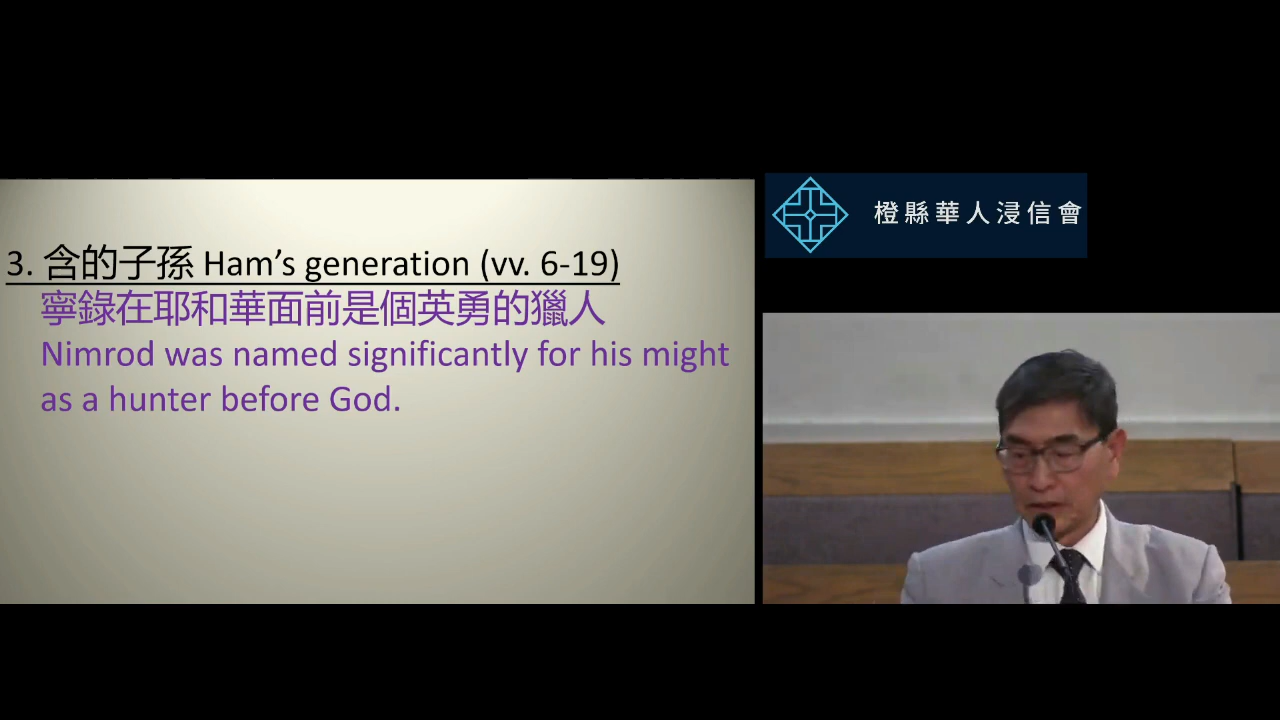 3. 含的子孫 Ham’s generation (vv. 6-19)
寧錄在耶和華面前是個英勇的獵人
Nimrod was named significantly for his might
as a hunter before God.
橙縣華人浸信會